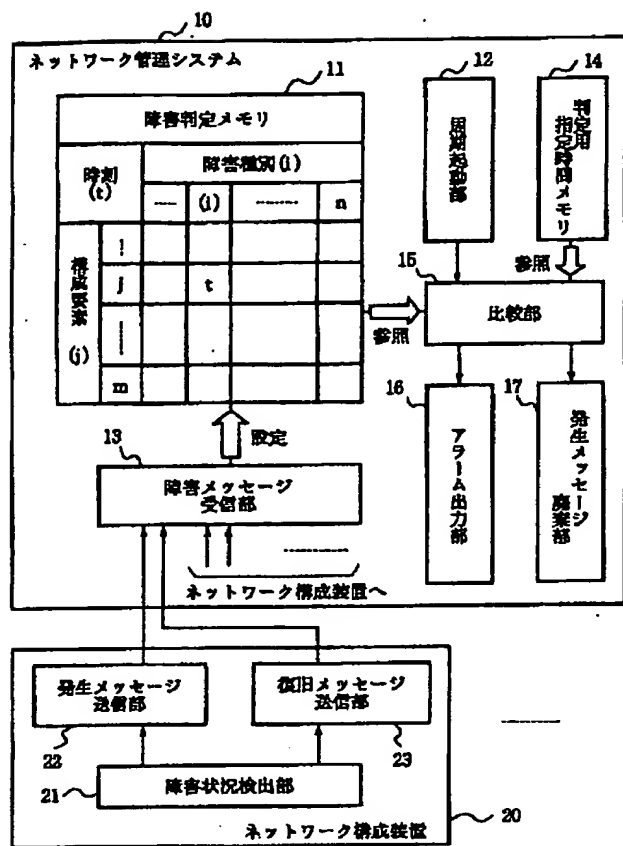 10
ネットワーク管理システム
11
障害判定メモリ
時刻
(t)
障害種別(i)
(i)
n
構成要素
(j)
j
t
m
12
周期起動部
14
判定用
指定時間メモリ
参照
15
比較部
参照
16
アラーム出力部
17
発生メッセージ
廃棄部
設定
13
障害メッセージ
受信部
ネットワーク構成装置へ
発生メッセージ
送信部
22
復旧メッセージ
送信部
23
21
障害状況検出部
20
ネットワーク構成装置